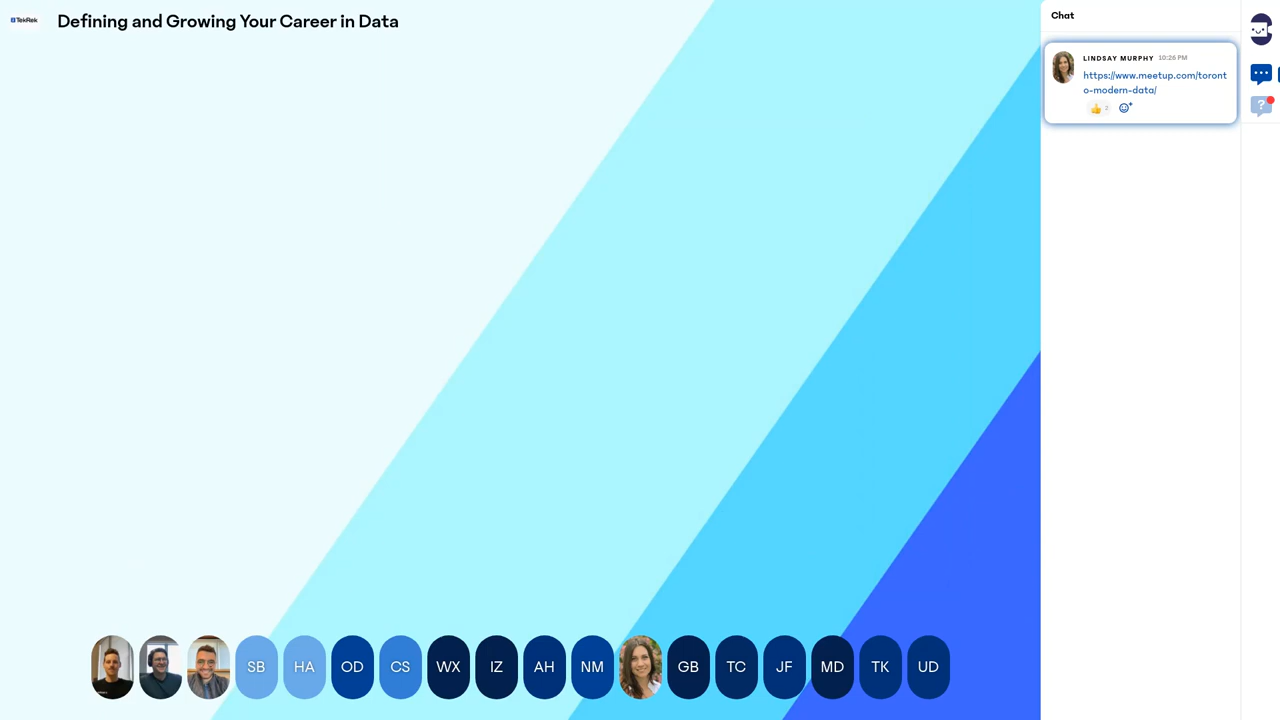 TekRek
Defining and Growing Your Career in Data
Chat
LINDSAY MURPHY 10:26 PM
https://www.meetup.com/toront
o-modern-data/
👍 2
SB HA OD CS WX IZ AH NM GB TC JF MD TK UD